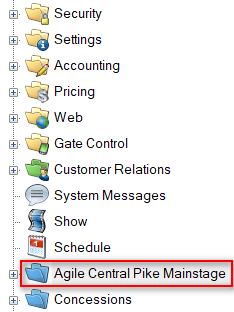 Security
Settings
Accounting
Pricing
Web
Gate Control
Customer Relations
System Messages
Show
Schedule
Agile Central Pike Mainstage
Concessions